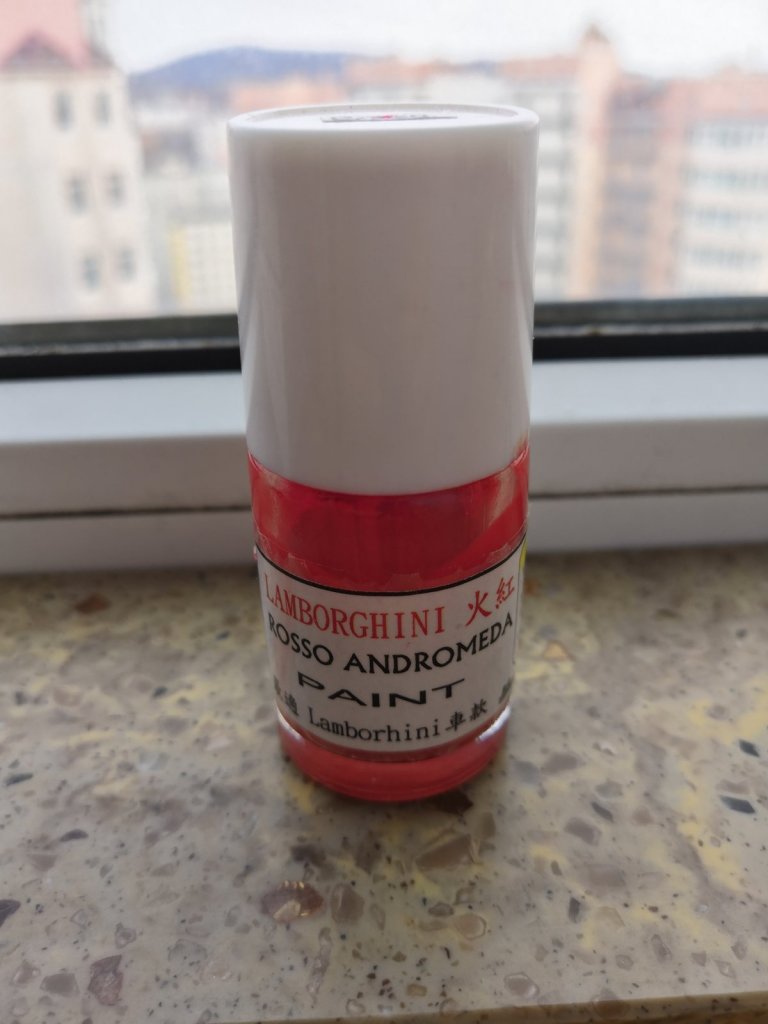 LAMBORGHINI 火紅
ROSSO ANDROMEDA
PAINT
Lamborhini車款